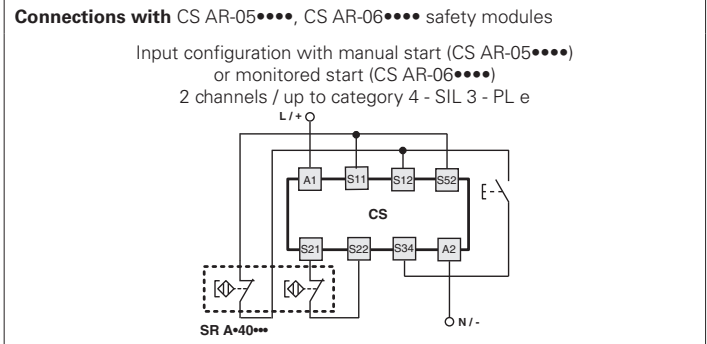 Connections with CS AR-05••••, CS AR-06•••• safety modules
Input configuration with manual start (CS AR-05••••)
or monitored start (CS AR-06••••)
2 channels / up to category 4 - SIL 3 - PL e
L / +
A1 S11 S12 S52
CS
S21 S22 S34 A2
SR A•40•••
N / -